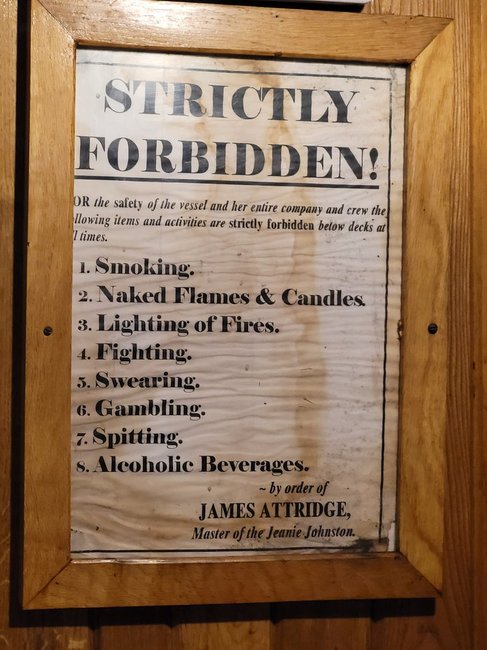 STRICTLY
FORBIDDEN!
OR the safety of the vessel and her entire company and crew the
llowing items and activities are strictly forbidden below decks at
l times.
1. Smoking.
2. Naked Flames & Candles.
3. Lighting of Fires.
4. Fighting.
5. Swearing.
6. Gambling.
7. Spitting.
8. Alcoholic Beverages.
~ by order of
JAMES ATTRIDGE,
Master of the Jeanie Johnston.